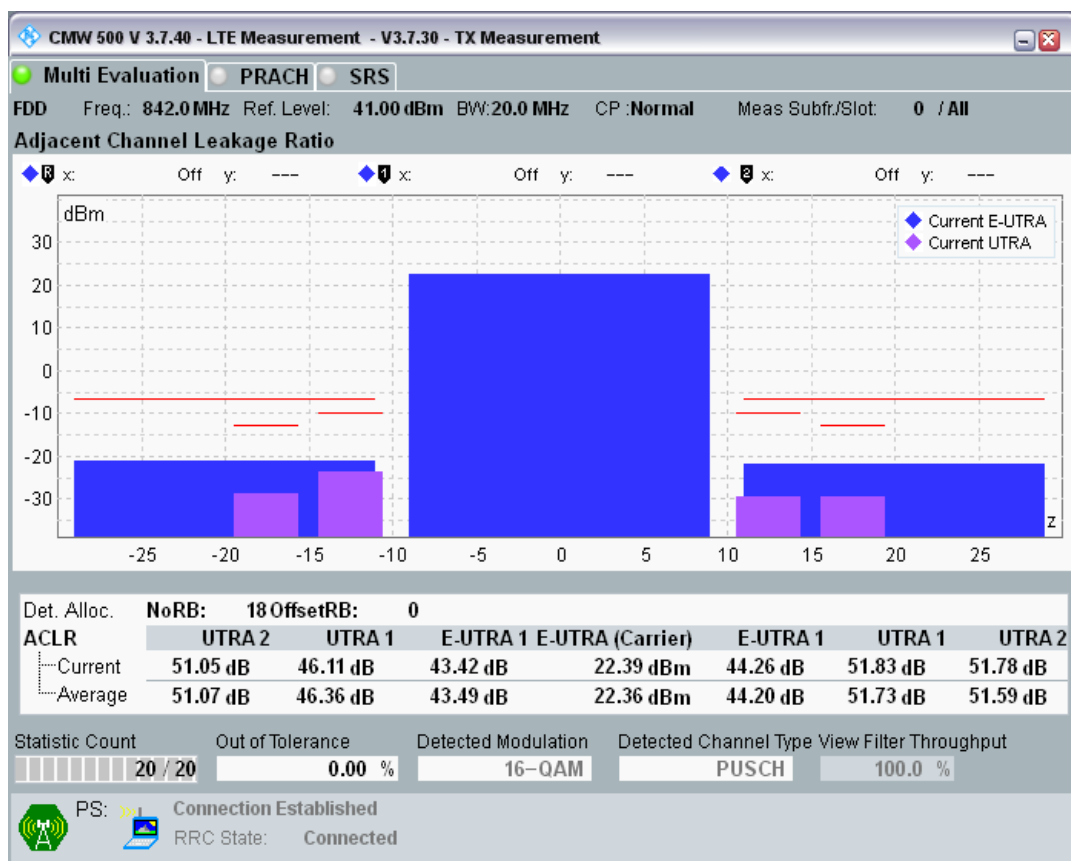 CMW 500 V 3.7.40 - LTE Measurement - V3.7.30 - TX Measurement
Multi Evaluation PRACH SRS
FDD Freq.: 842.0 MHz Ref. Level: 41.00 dBm BW:20.0 MHz CP :Normal Meas Subfr./Slot: 0 / All
Adjacent Channel Leakage Ratio
R x: Off y: --- 1 x: Off y: --- 2 x: Off y: ---
dBm
Current E-UTRA
Current UTRA
30
20
10
0
-10
-20
-30
z
-25 -20 -15 -10 -5 0 5 10 15 20 25
Det. Alloc. NoRB: 18 OffsetRB: 0
ACLR UTRA 2 UTRA 1 E-UTRA 1 E-UTRA (Carrier) E-UTRA 1 UTRA 1 UTRA 2
Current 51.05 dB 46.11 dB 43.42 dB 22.39 dBm 44.26 dB 51.83 dB 51.78 dB
Average 51.07 dB 46.36 dB 43.49 dB 22.36 dBm 44.20 dB 51.73 dB 51.59 dB
Statistic Count Out of Tolerance Detected Modulation Detected Channel Type View Filter Throughput
20 / 20 0.00 % 16-QAM PUSCH 100.0 %
PS: Connection Established
RRC State: Connected